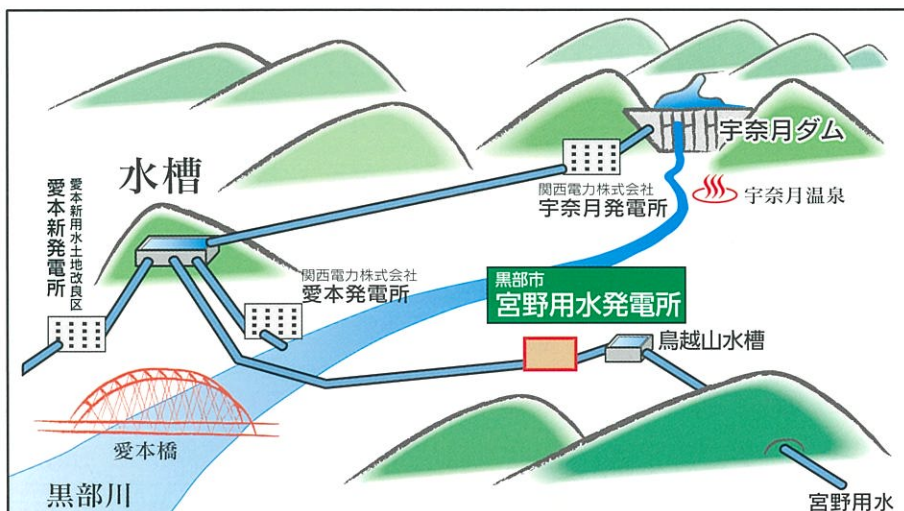 宇奈月ダム
関西電力株式会社
宇奈月発電所
宇奈月温泉
水槽
愛本新用水土地改良区
愛本新発電所
関西電力株式会社
愛本発電所
黒部市
宮野用水発電所
鳥越山水槽
愛本橋
黒部川
宮野用水